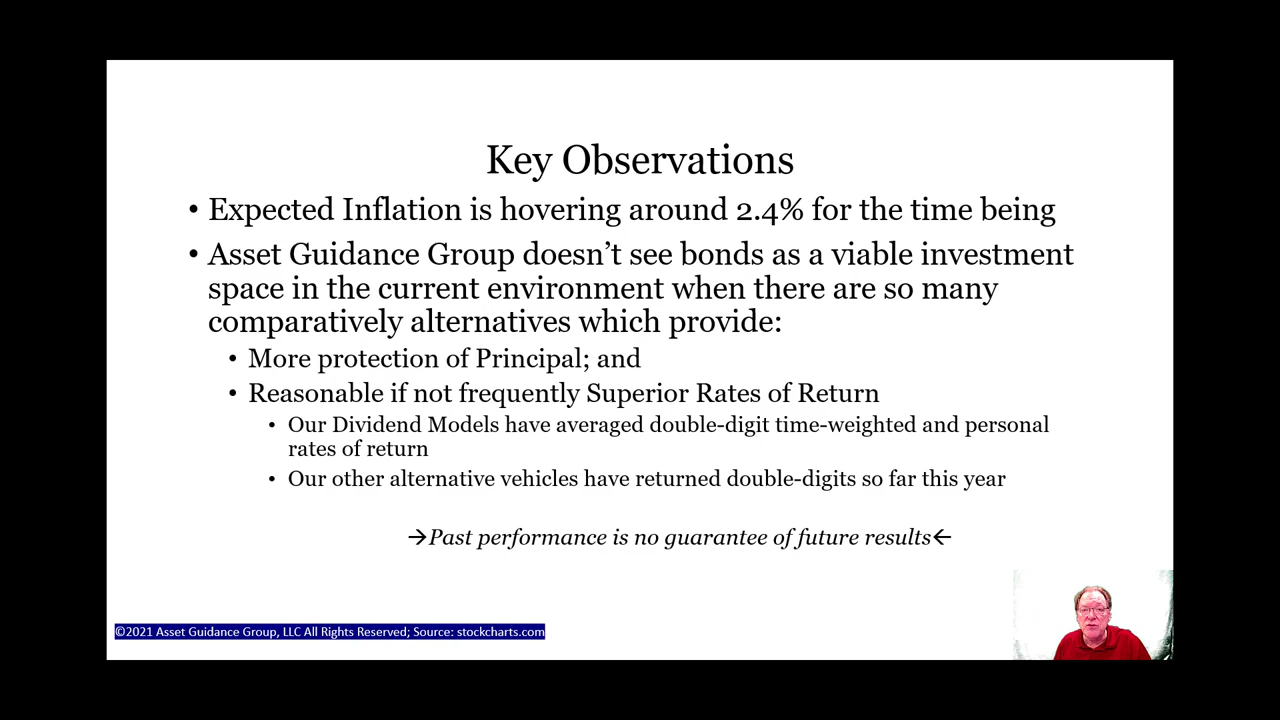 Key Observations
• Expected Inflation is hovering around 2.4% for the time being
• Asset Guidance Group doesn’t see bonds as a viable investment
space in the current environment when there are so many
comparatively alternatives which provide:
• More protection of Principal; and
• Reasonable if not frequently Superior Rates of Return
• Our Dividend Models have averaged double-digit time-weighted and personal
rates of return
• Our other alternative vehicles have returned double-digits so far this year
→Past performance is no guarantee of future results←
©2021 Asset Guidance Group, LLC All Rights Reserved; Source: stockcharts.com